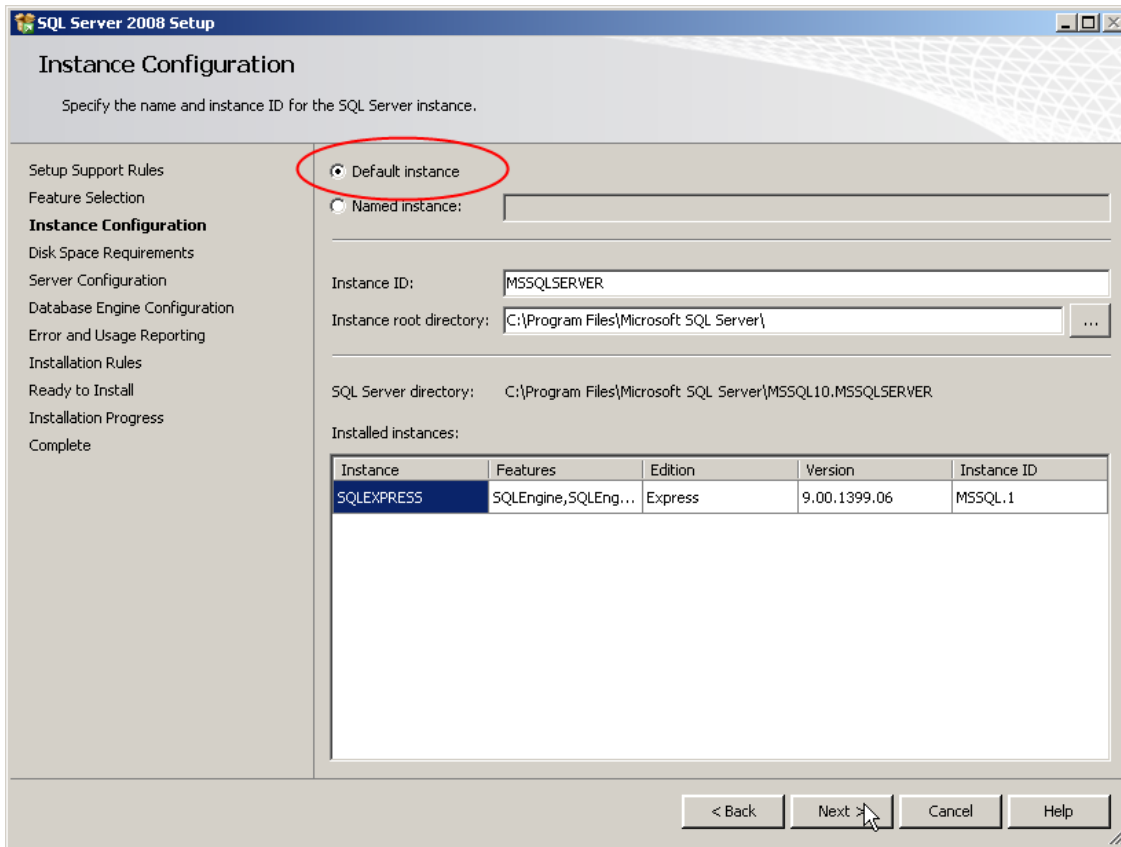 SQL Server 2008 Setup
Instance Configuration
Specify the name and instance ID for the SQL Server instance.
Setup Support Rules
Feature Selection
Instance Configuration
Disk Space Requirements
Server Configuration
Database Engine Configuration
Error and Usage Reporting
Installation Rules
Ready to Install
Installation Progress
Complete
Default instance
Named instance:
Instance ID: MSSQLSERVER
Instance root directory: C:\Program Files\Microsoft SQL Server\ ...
SQL Server directory: C:\Program Files\Microsoft SQL Server\MSSQL10.MSSQLSERVER
Installed instances:
Instance Features Edition Version Instance ID
SQLEXPRESS SQLEngine,SQLEng... Express 9.00.1399.06 MSSQL.1
< Back Next > Cancel Help